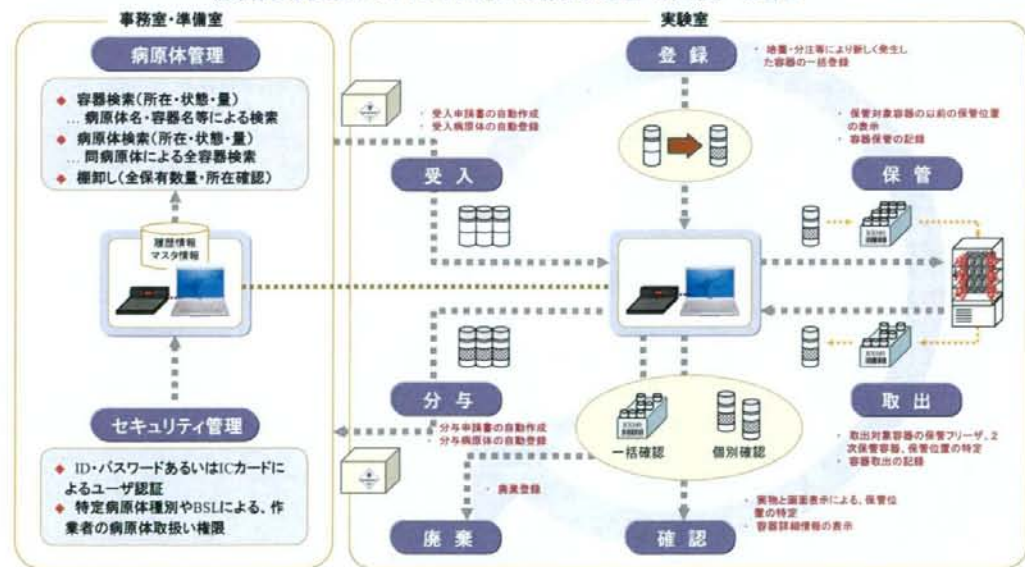 事務室・準備室
病原体管理
◆ 容器検索(所在・状態・量)
… 病原体名・容器名等による検索
◆ 病原体検索(所在・状態・量)
… 同病原体による全容器検索
◆ 棚卸し(全保有数量・所在確認)
履歴情報
マスタ情報
セキュリティ管理
◆ ID・パスワードあるいはICカードに
よるユーザ認証
◆ 特定病原体種別やBSLによる、作
業者の病原体取扱い権限
実験室
登 録
・ 培養・分注等により新しく発生し
た容器の一括登録
・ 受入申請書の自動作成
・ 受入病原体の自動登録
受 入
・ 保管対象容器の以前の保管位置
の表示
・ 容器保管の記録
保 管
分 与
・ 分与申請書の自動作成
・ 分与病原体の自動登録
取 出
・ 取出対象容器の保管フリーザ、2
次保管容器、保管位置の特定
・ 容器取出の記録
一括確認
個別確認
・ 廃棄登録
廃 棄
・ 実物と画面表示による、保管位
置の特定
・ 容器詳細情報の表示
確 認